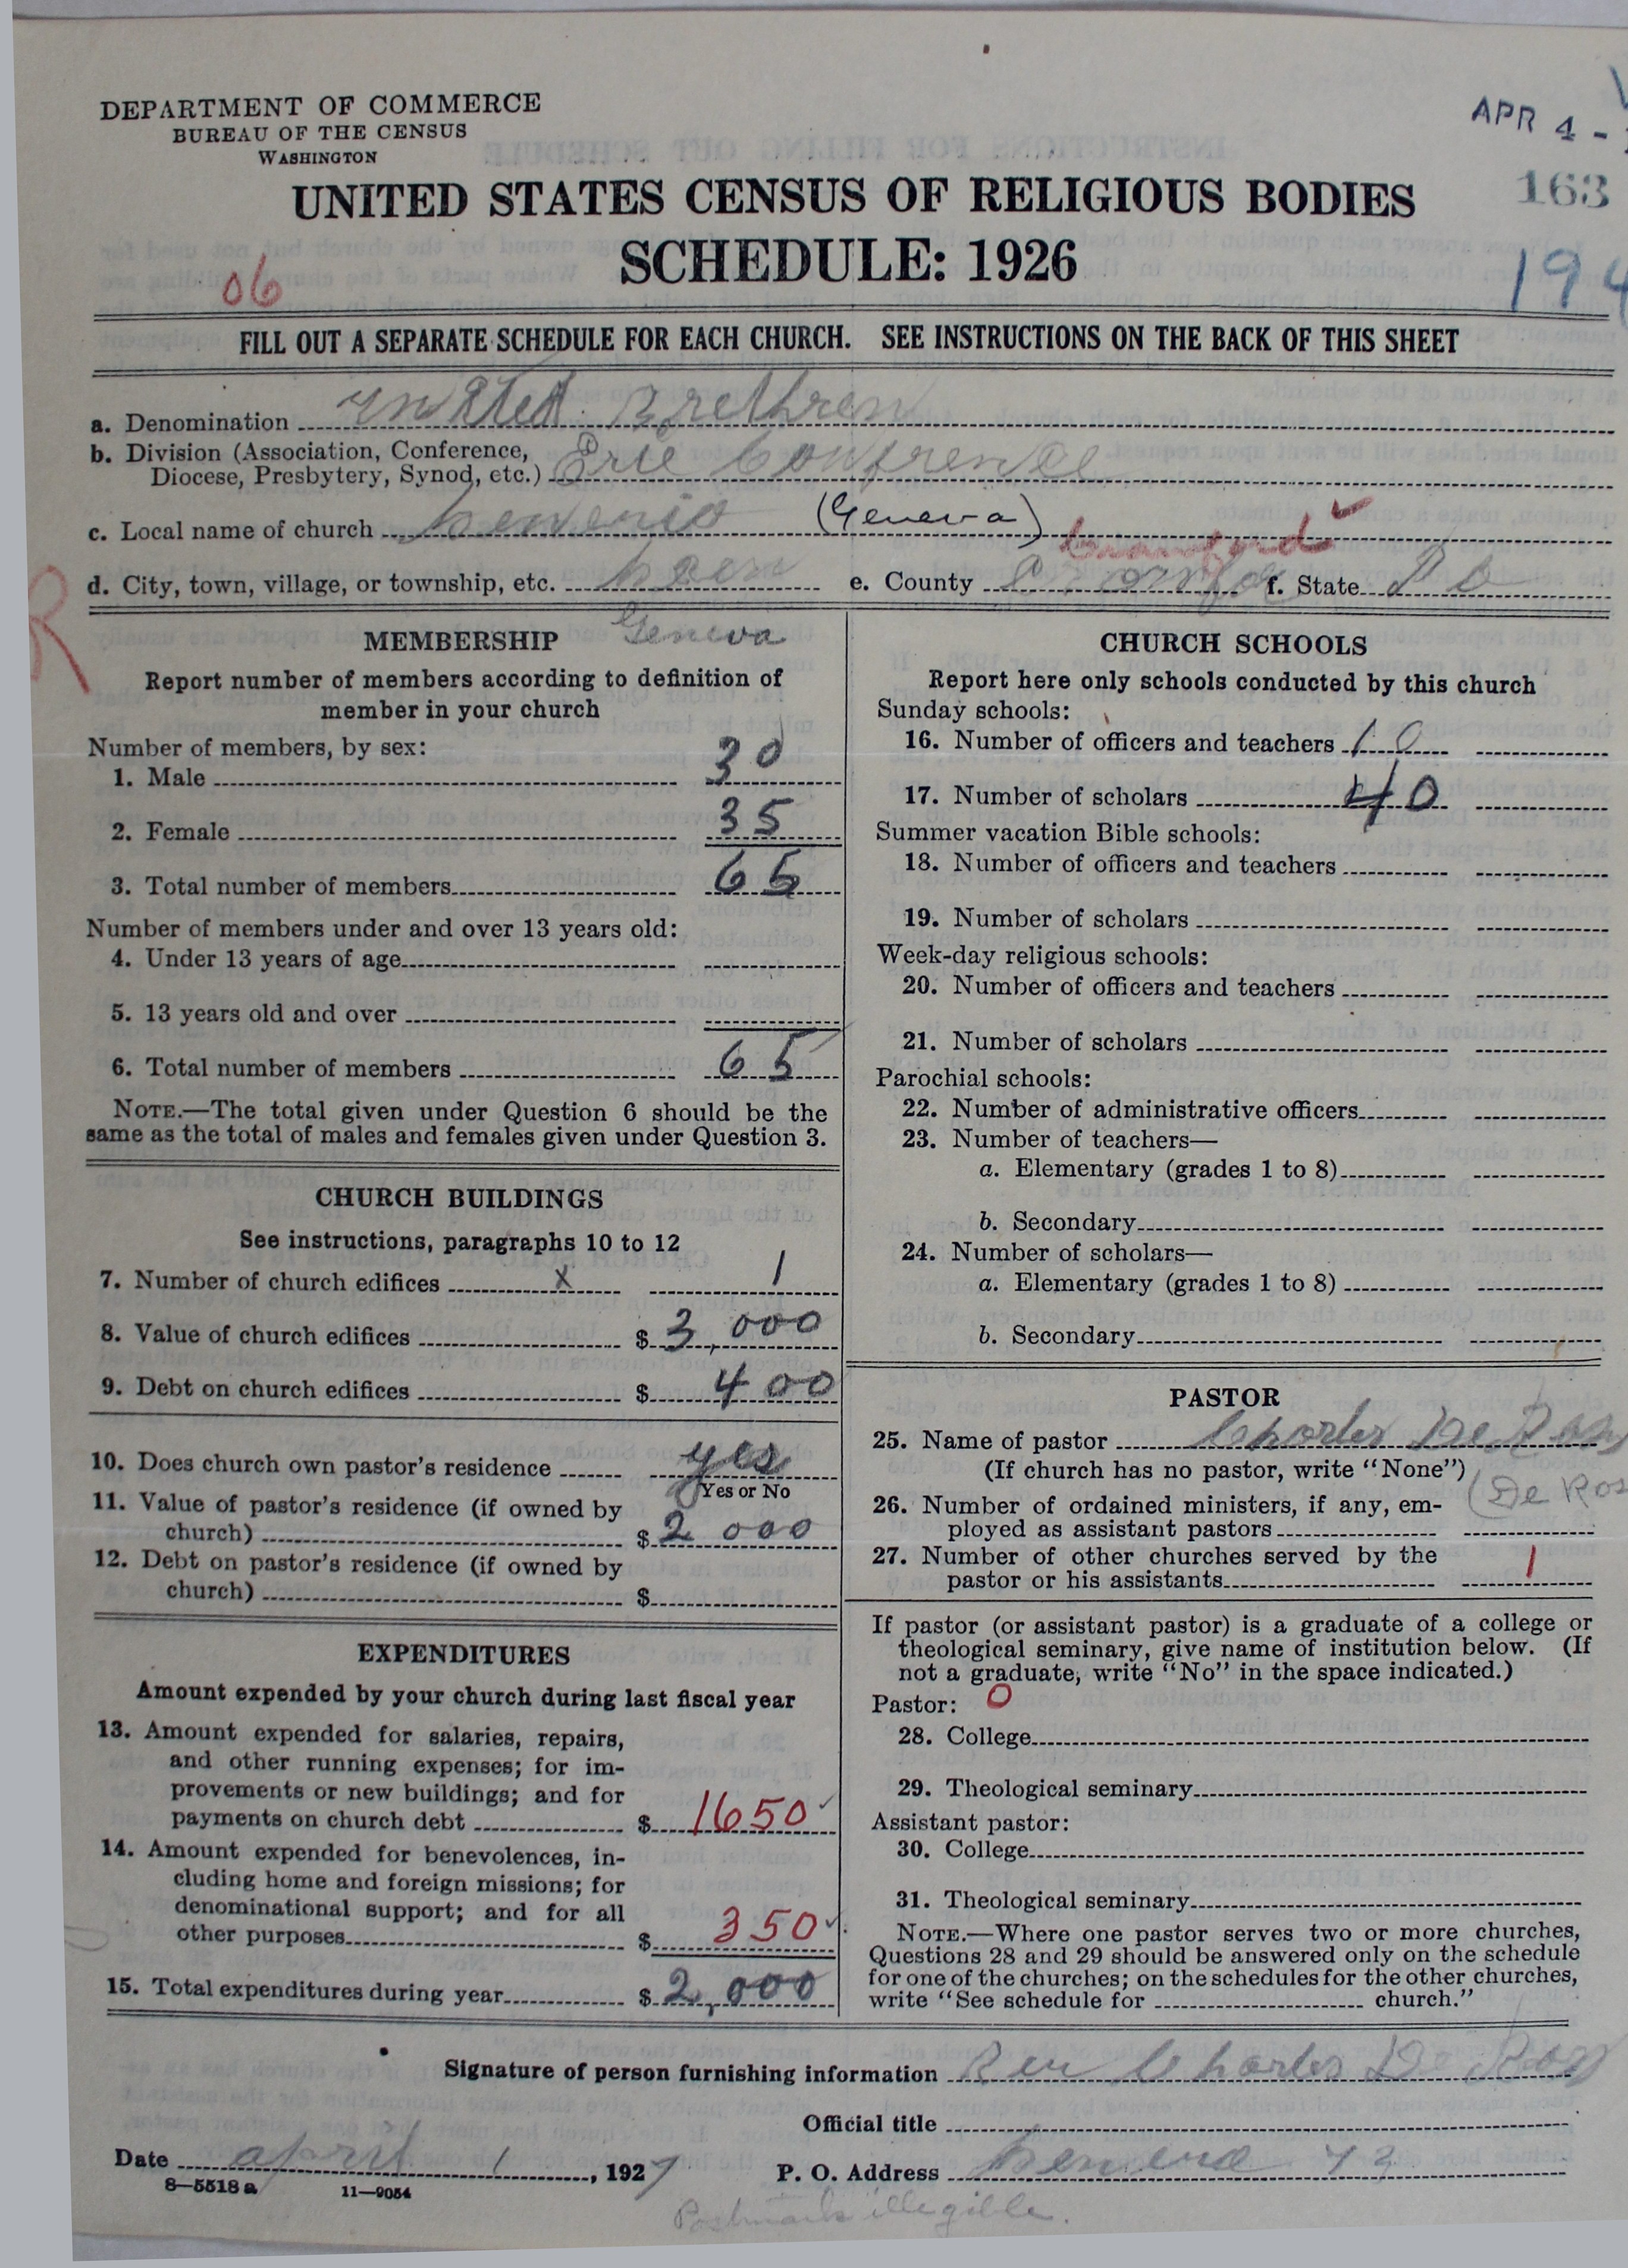 DEPARTMENT OF COMMERCE
BUREAU OF THE CENSUS
WASHINGTON
APR 4 -
163
UNITED STATES CENSUS OF RELIGIOUS BODIES
SCHEDULE: 1926
06
194
FILL OUT A SEPARATE SCHEDULE FOR EACH CHURCH. SEE INSTRUCTIONS ON THE BACK OF THIS SHEET
a. Denomination United Brethren
b. Division (Association, Conference,
Diocese, Presbytery, Synod, etc.) Erie Confrence
c. Local name of church (Geneva)
Crawford
d. City, town, village, or township, etc. e. County f. State Pa
R
Geneva
MEMBERSHIP
Report number of members according to definition of
member in your church
Number of members, by sex:
1. Male 30
2. Female 35
3. Total number of members 65
Number of members under and over 13 years old:
4. Under 13 years of age
5. 13 years old and over
6. Total number of members 65
NOTE.—The total given under Question 6 should be the
same as the total of males and females given under Question 3.
CHURCH BUILDINGS
See instructions, paragraphs 10 to 12
7. Number of church edifices x 1
8. Value of church edifices $ 3,000
9. Debt on church edifices $ 400
10. Does church own pastor's residence yes
Yes or No
11. Value of pastor's residence (if owned by
church) $ 2 000
12. Debt on pastor's residence (if owned by
church) $
EXPENDITURES
Amount expended by your church during last fiscal year
13. Amount expended for salaries, repairs,
and other running expenses; for im-
provements or new buildings; and for
payments on church debt $ 1650 ✓
14. Amount expended for benevolences, in-
cluding home and foreign missions; for
denominational support; and for all
other purposes $ 350 ✓
15. Total expenditures during year $ 2,000
CHURCH SCHOOLS
Report here only schools conducted by this church
Sunday schools:
16. Number of officers and teachers 10
17. Number of scholars 40
Summer vacation Bible schools:
18. Number of officers and teachers
19. Number of scholars
Week-day religious schools:
20. Number of officers and teachers
21. Number of scholars
Parochial schools:
22. Number of administrative officers
23. Number of teachers—
a. Elementary (grades 1 to 8)
b. Secondary
24. Number of scholars—
a. Elementary (grades 1 to 8)
b. Secondary
PASTOR
25. Name of pastor Charles De Ros
(If church has no pastor, write "None")
(De Ros
26. Number of ordained ministers, if any, em-
ployed as assistant pastors
27. Number of other churches served by the
pastor or his assistants 1
If pastor (or assistant pastor) is a graduate of a college or
theological seminary, give name of institution below. (If
not a graduate, write "No" in the space indicated.)
Pastor: O
28. College
29. Theological seminary
Assistant pastor:
30. College
31. Theological seminary
NOTE.—Where one pastor serves two or more churches,
Questions 28 and 29 should be answered only on the schedule
for one of the churches; on the schedules for the other churches,
write "See schedule for church."
Signature of person furnishing information Rev Charles De Ros
Official title
Date april 1, 1927
P. O. Address Geneva
8—5518 a 11—9054
Postmark illegible.